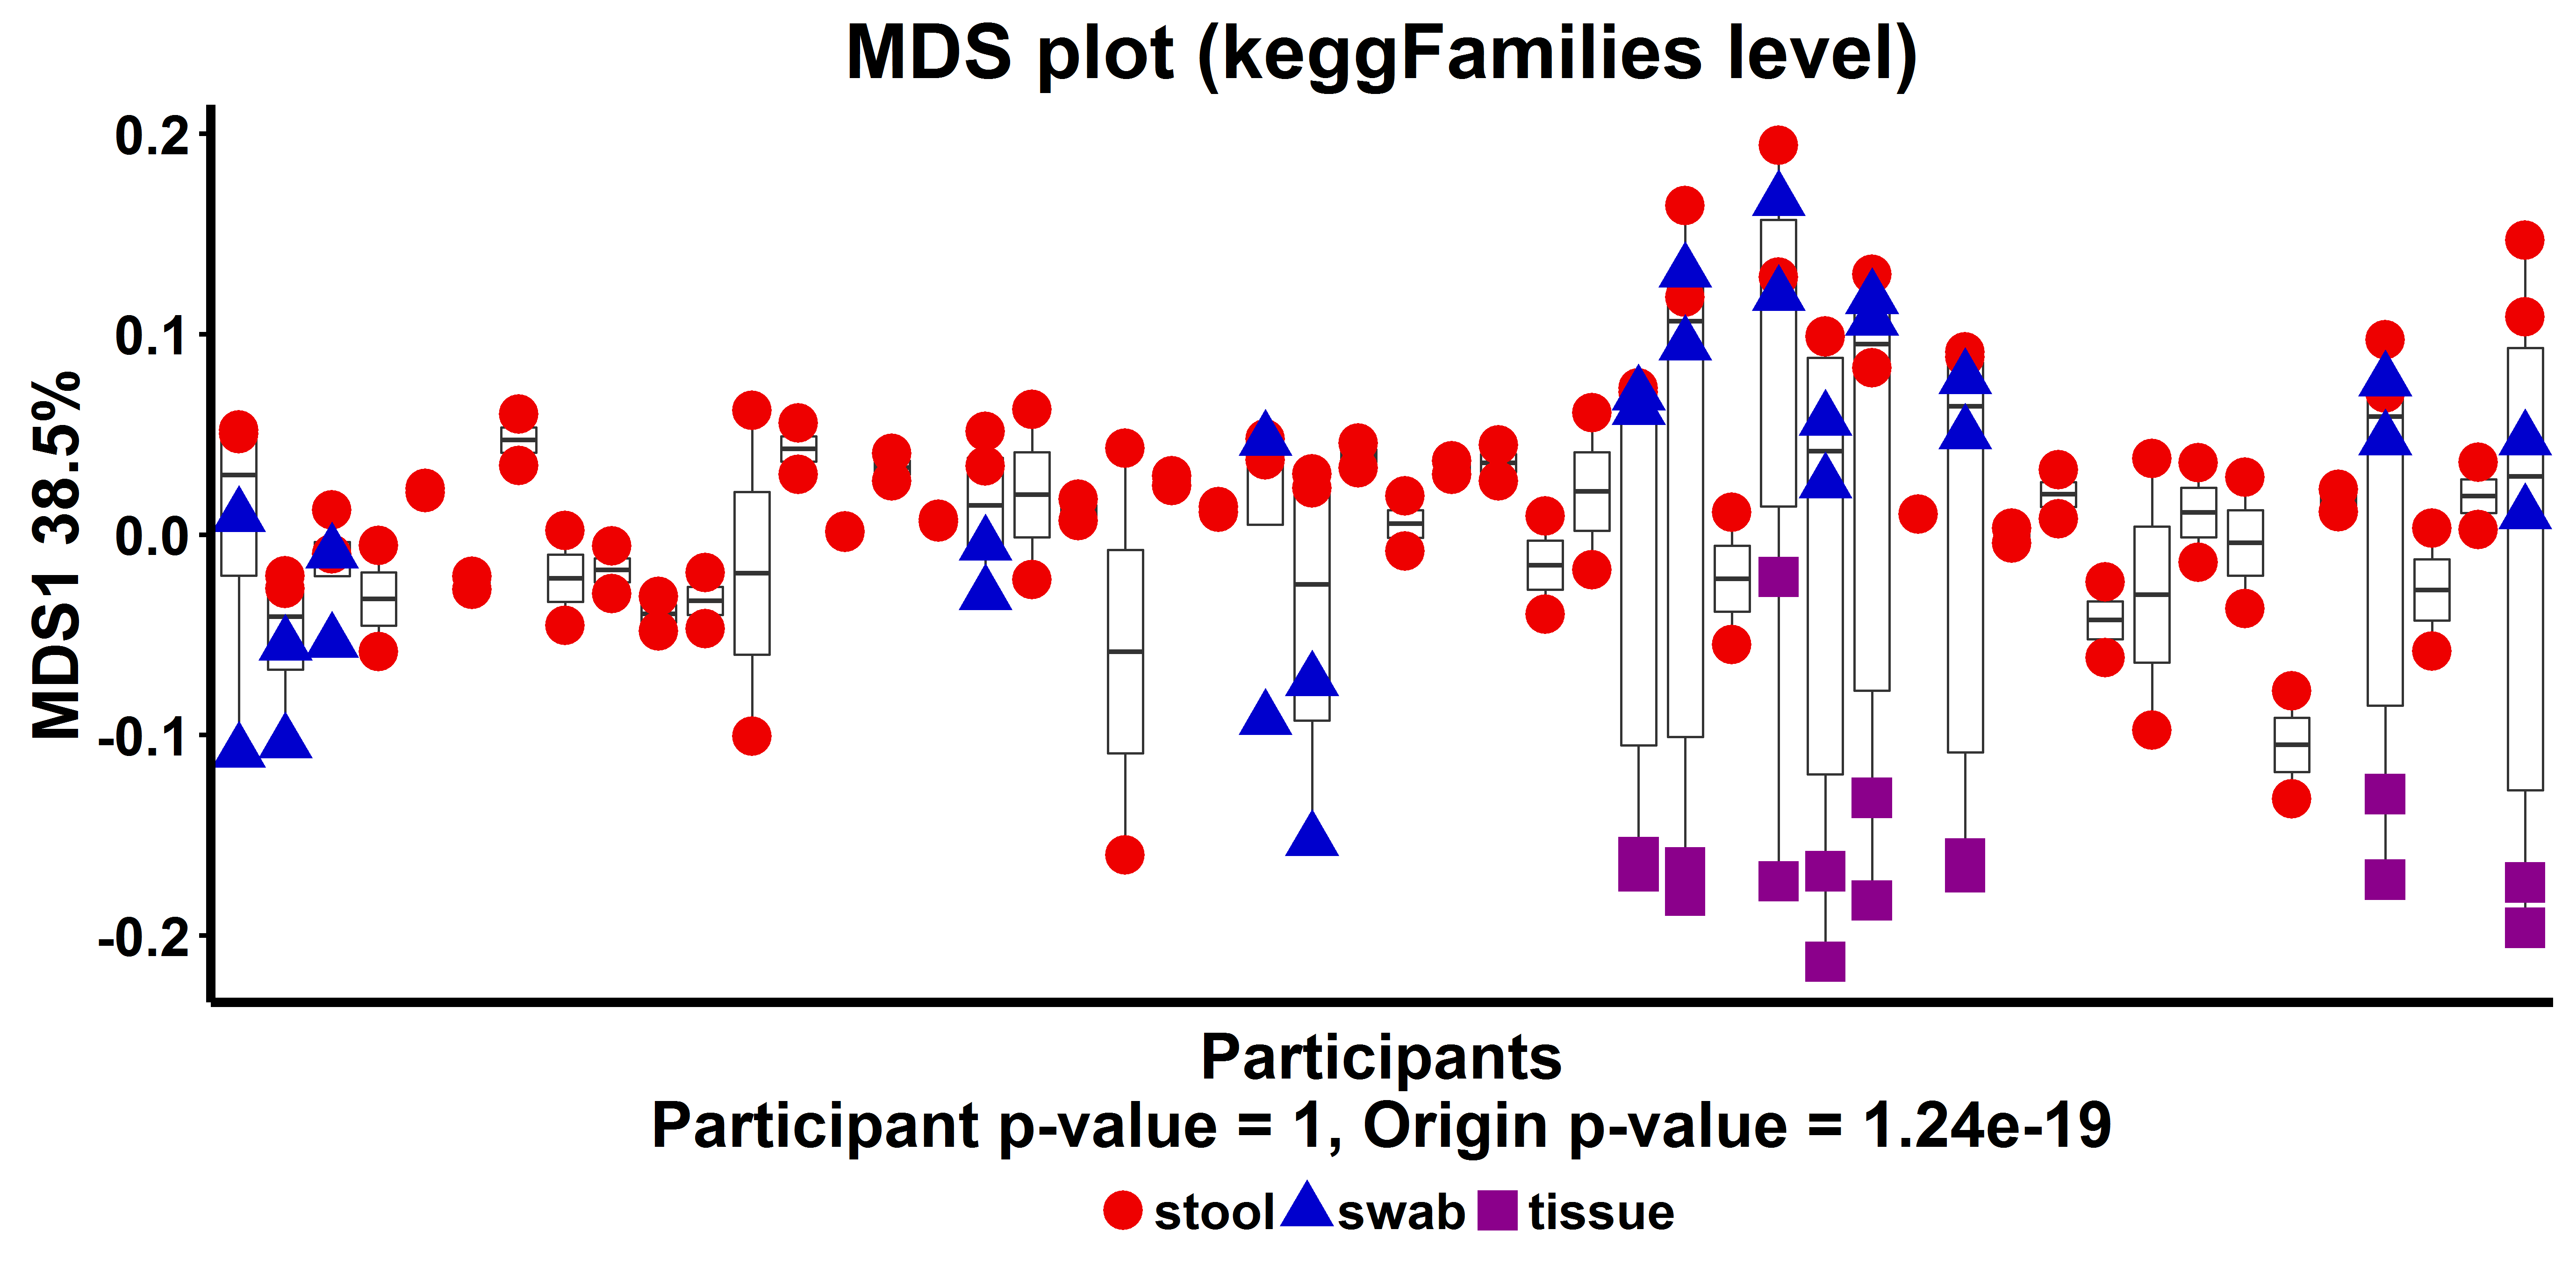 MDS plot (keggFamilies level)
0.2
0.1
0.0
-0.1
-0.2
MDS1 38.5%
Participants
Participant p-value = 1, Origin p-value = 1.24e-19
stool swab tissue